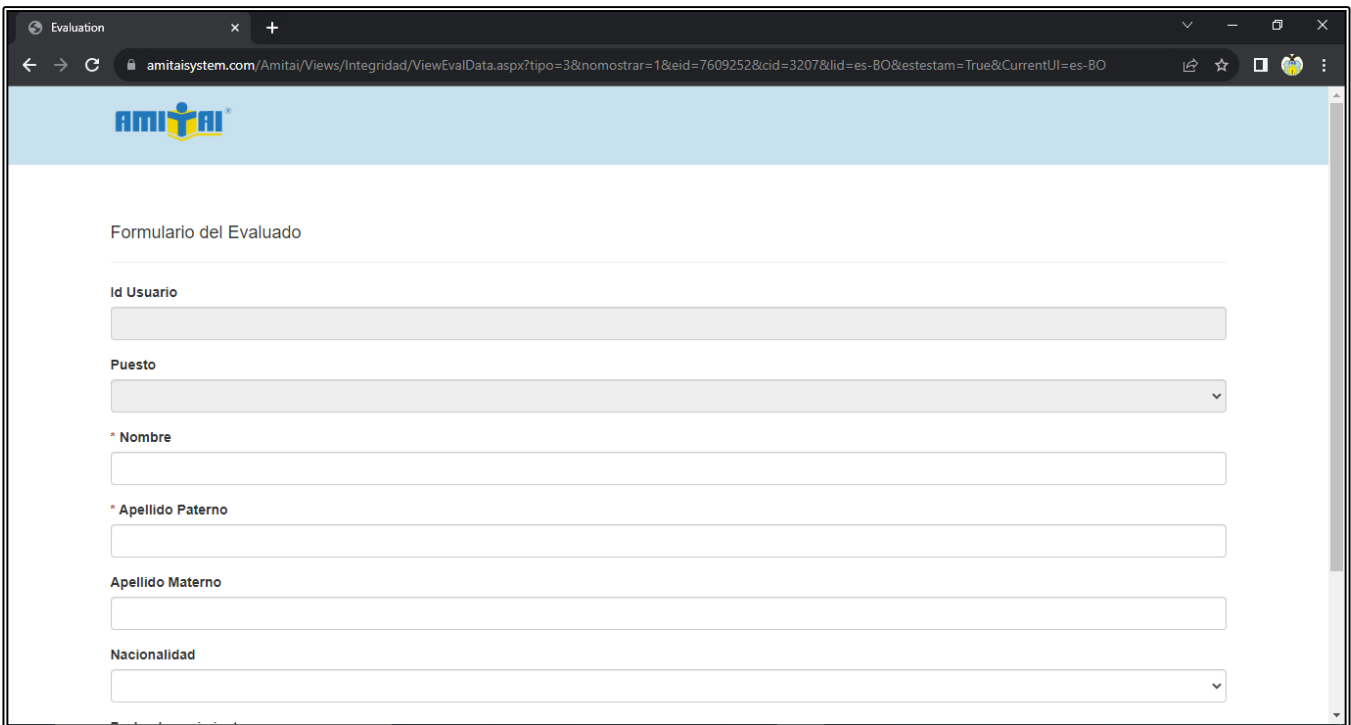 Evaluation
amitaisystem.com/Amitai/Views/Integridad/ViewEvalData.aspx?tipo=3&nomostrar=1&eid=7609252&cid=3207&lid=es-BO&estestam=True&CurrentUI=es-BO
AMITAI®
Formulario del Evaluado
Id Usuario
Puesto
* Nombre
* Apellido Paterno
Apellido Materno
Nacionalidad